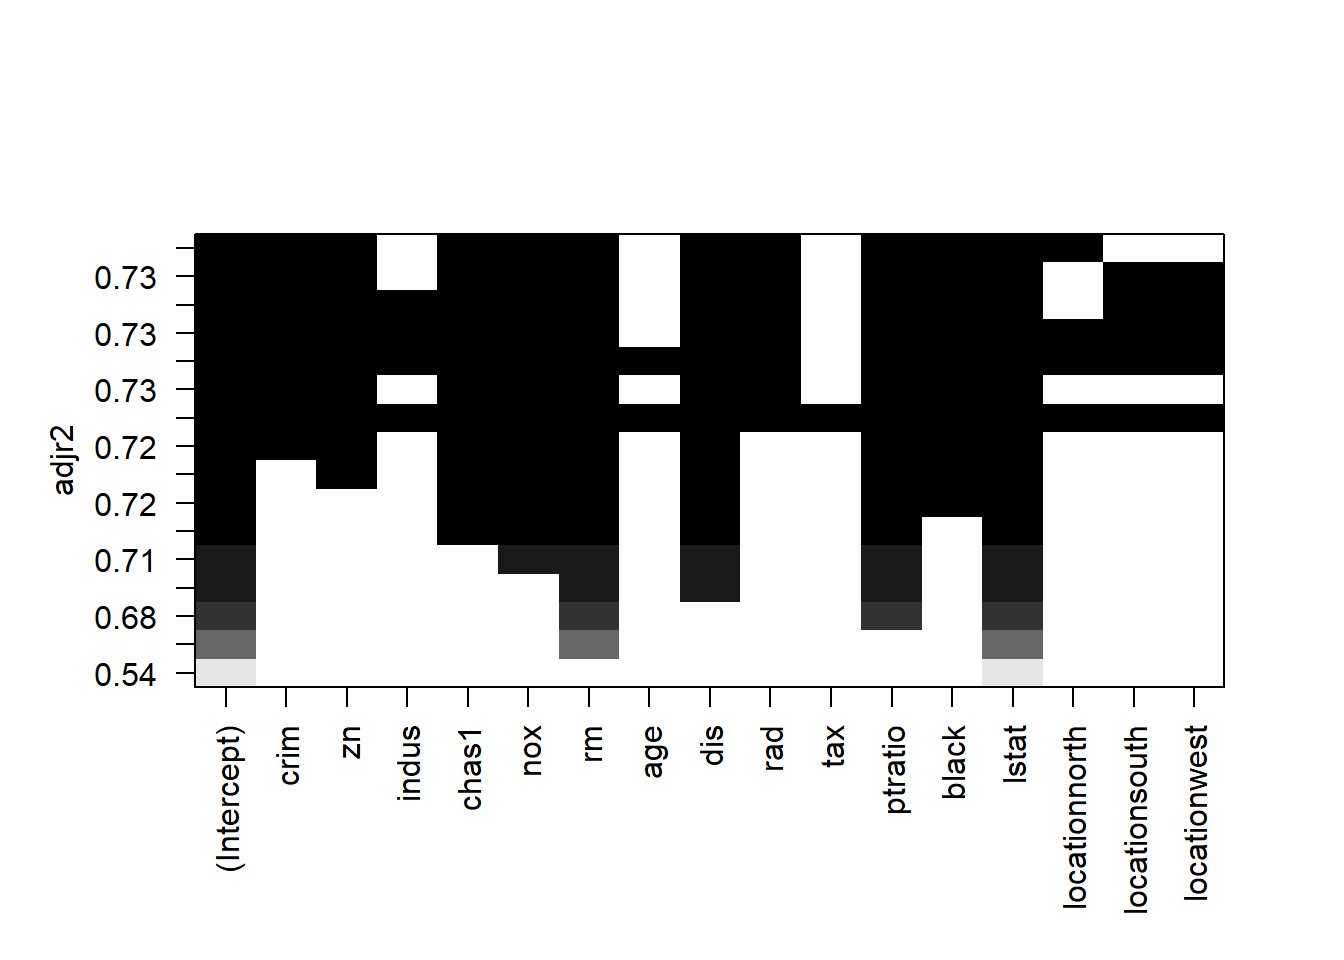 0.73
0.73
0.73
0.72
0.72
0.71
0.68
0.54
adjr2
(Intercept)
crim
zn
indus
chas1
nox
rm
age
dis
rad
tax
ptratio
black
lstat
locationnorth
locationsouth
locationwest